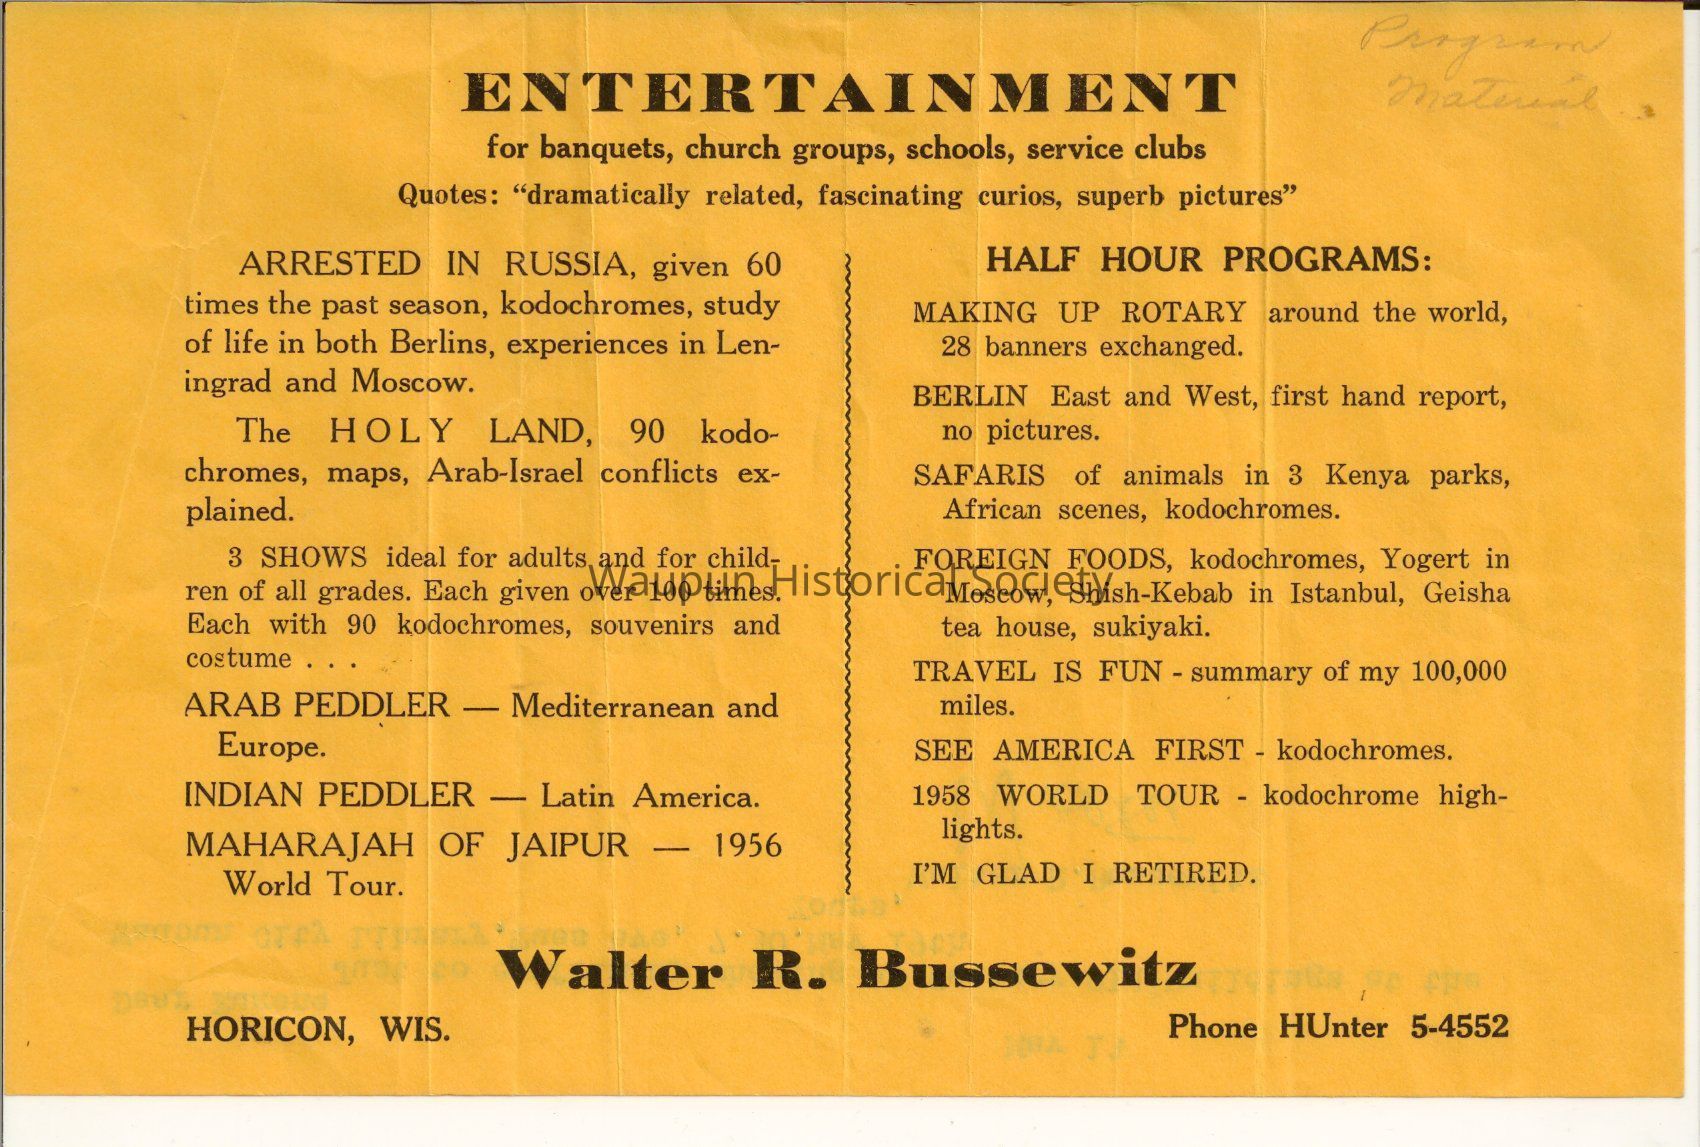 Program
Material
ENTERTAINMENT
for banquets, church groups, schools, service clubs
Quotes: “dramatically related, fascinating curios, superb pictures”
ARRESTED IN RUSSIA, given 60
times the past season, kodochromes, study
of life in both Berlins, experiences in Len-
ingrad and Moscow.
The HOLY LAND, 90 kodo-
chromes, maps, Arab-Israel conflicts ex-
plained.
3 SHOWS ideal for adults and for child-
ren of all grades. Each given over 100 times.
Each with 90 kodochromes, souvenirs and
costume . . .
ARAB PEDDLER — Mediterranean and
Europe.
INDIAN PEDDLER — Latin America.
MAHARAJAH OF JAIPUR — 1956
World Tour.
HALF HOUR PROGRAMS:
MAKING UP ROTARY around the world,
28 banners exchanged.
BERLIN East and West, first hand report,
no pictures.
SAFARIS of animals in 3 Kenya parks,
African scenes, kodochromes.
FOREIGN FOODS, kodochromes, Yogert in
Moscow, Shish-Kebab in Istanbul, Geisha
tea house, sukiyaki.
TRAVEL IS FUN - summary of my 100,000
miles.
SEE AMERICA FIRST - kodochromes.
1958 WORLD TOUR - kodochrome high-
lights.
I'M GLAD I RETIRED.
Waupun Historical Society
Walter R. Bussewitz
HORICON, WIS.
Phone HUnter 5-4552